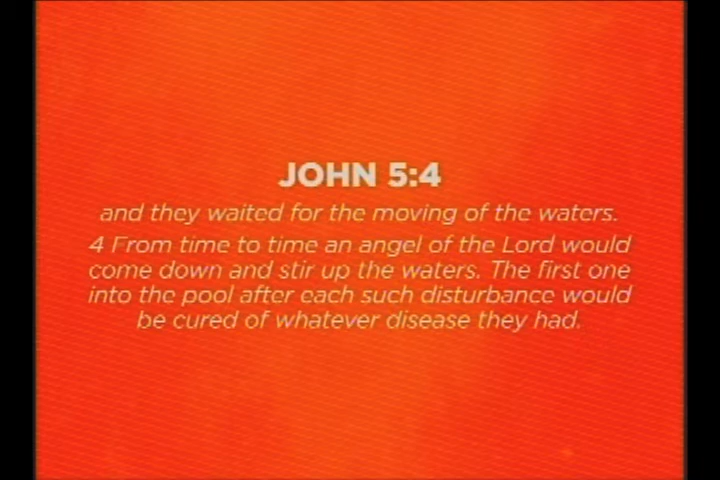 JOHN 5:4
and they waited for the moving of the waters.
4 From time to time an angel of the Lord would
come down and stir up the waters. The first one
into the pool after each such disturbance would
be cured of whatever disease they had.